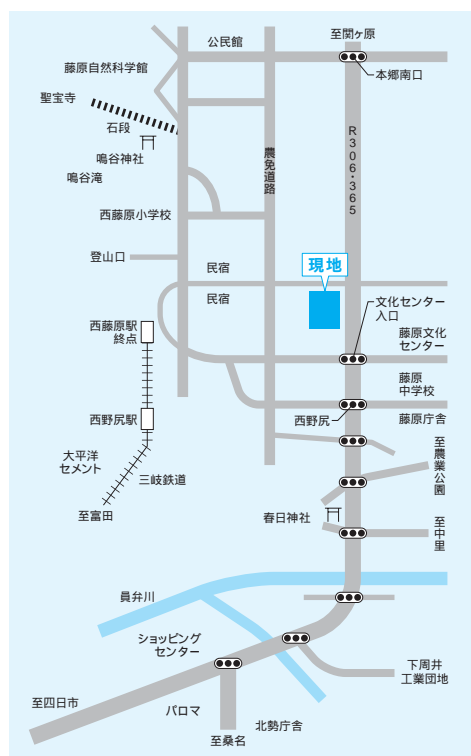 至関ヶ原
公民館
本郷南口
藤原自然科学館
聖宝寺
石段
鳴谷神社
鳴谷滝
農免道路
R306・365
西藤原小学校
登山口
民宿
現地
民宿
文化センター
入口
西藤原駅
終点
藤原文化
センター
藤原
中学校
西野尻駅
西野尻
藤原庁舎
大平洋
セメント
三岐鉄道
至農業公園
至富田
春日神社
至中里
員弁川
ショッピング
センター
下周井
工業団地
至四日市
パロマ
北勢庁舎
至桑名